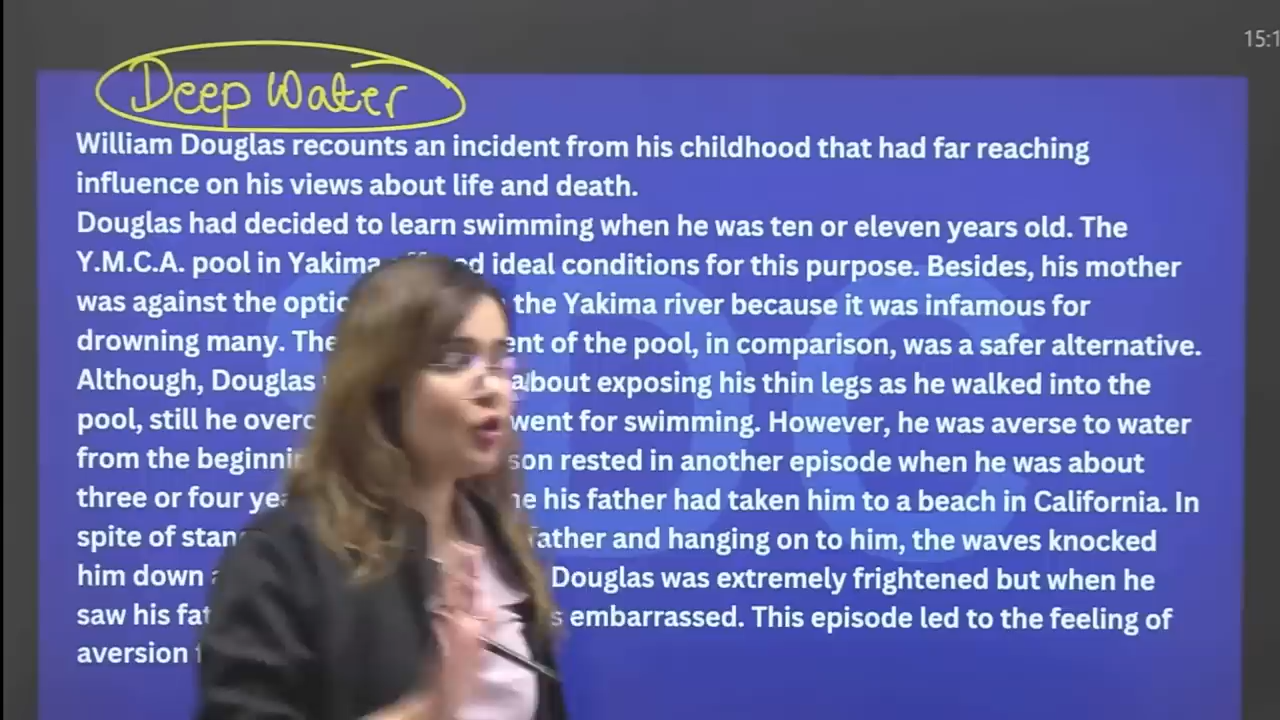 15:1
Deep Water
William Douglas recounts an incident from his childhood that had far reaching
influence on his views about life and death.
Douglas had decided to learn swimming when he was ten or eleven years old. The
Y.M.C.A. pool in Yakima ideal conditions for this purpose. Besides, his mother
was against the the Yakima river because it was infamous for
drowning many. The of the pool, in comparison, was a safer alternative.
Although, Douglas about exposing his thin legs as he walked into the
pool, still he went for swimming. However, he was averse to water
from the rested in another episode when he was about
three or four his father had taken him to a beach in California. In
spite of father and hanging on to him, the waves knocked
him down Douglas was extremely frightened but when he
saw his embarrassed. This episode led to the feeling of
aversion
SDC